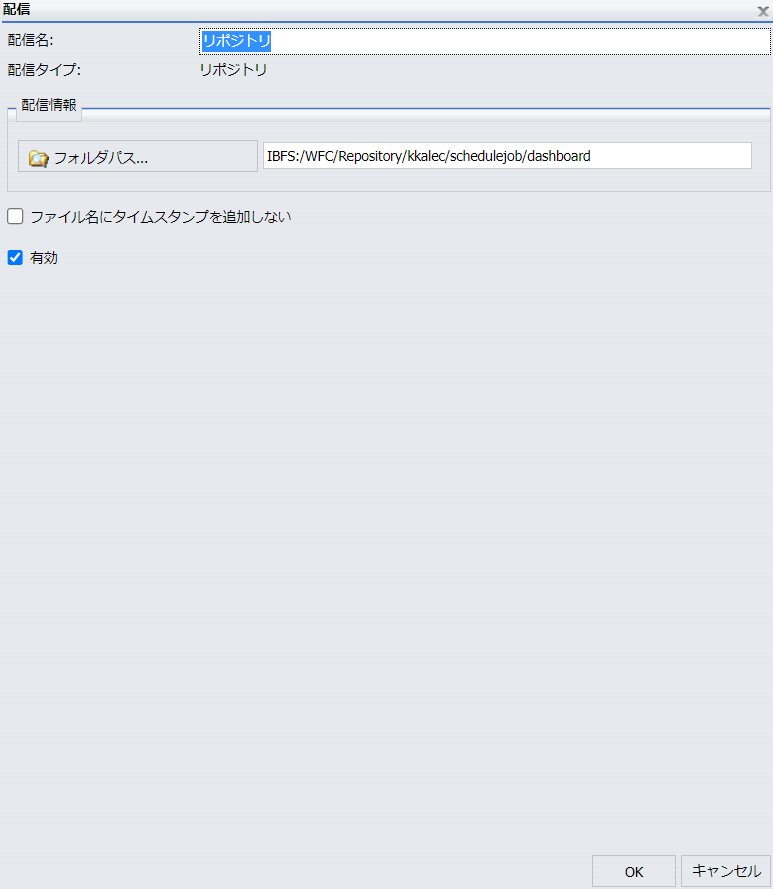 配信
配信名: リポジトリ
配信タイプ: リポジトリ
配信情報
フォルダパス... IBFS:/WFC/Repository/kkalec/schedulejob/dashboard
ファイル名にタイムスタンプを追加しない
有効
OK キャンセル